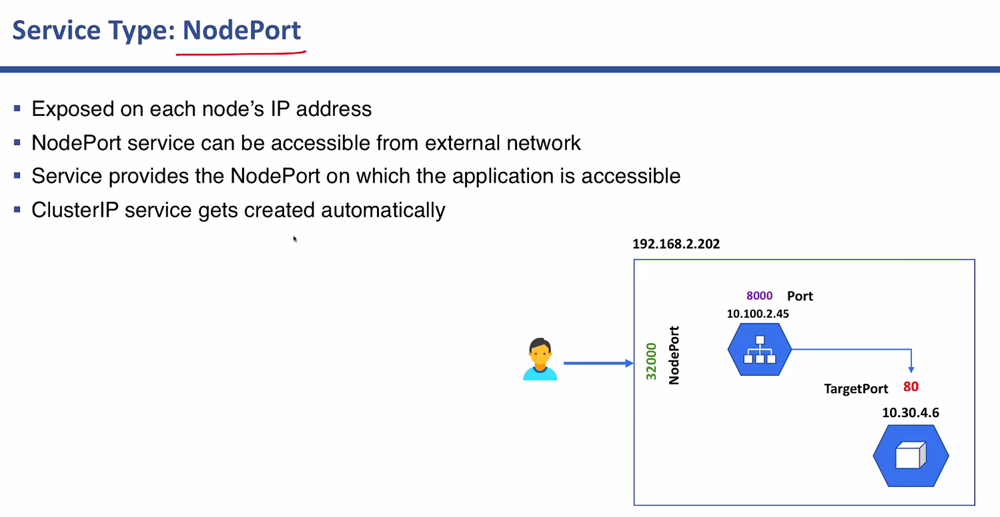 Service Type: NodePort
Exposed on each node’s IP address
NodePort service can be accessible from external network
Service provides the NodePort on which the application is accessible
ClusterIP service gets created automatically
192.168.2.202
8000 Port
10.100.2.45
32000
NodePort
TargetPort 80
10.30.4.6